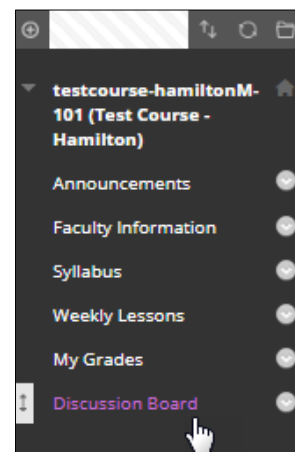 testcourse-hamiltonM-
101 (Test Course -
Hamilton)
Announcements
Faculty Information
Syllabus
Weekly Lessons
My Grades
Discussion Board